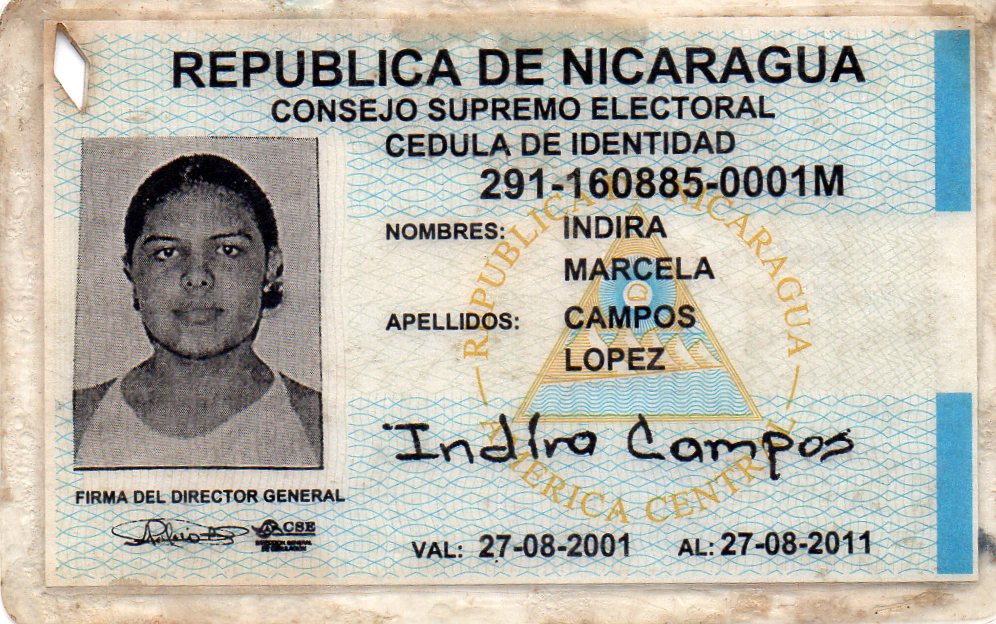 REPUBLICA DE NICARAGUA
CONSEJO SUPREMO ELECTORAL
CEDULA DE IDENTIDAD
291-160885-0001M
NOMBRES: INDIRA
MARCELA
APELLIDOS: CAMPOS
LOPEZ
REPUBLICA DE NICARAGUA
AMERICA CENTRAL
Indira Campos
FIRMA DEL DIRECTOR GENERAL
CSE
VAL: 27-08-2001 AL: 27-08-2011